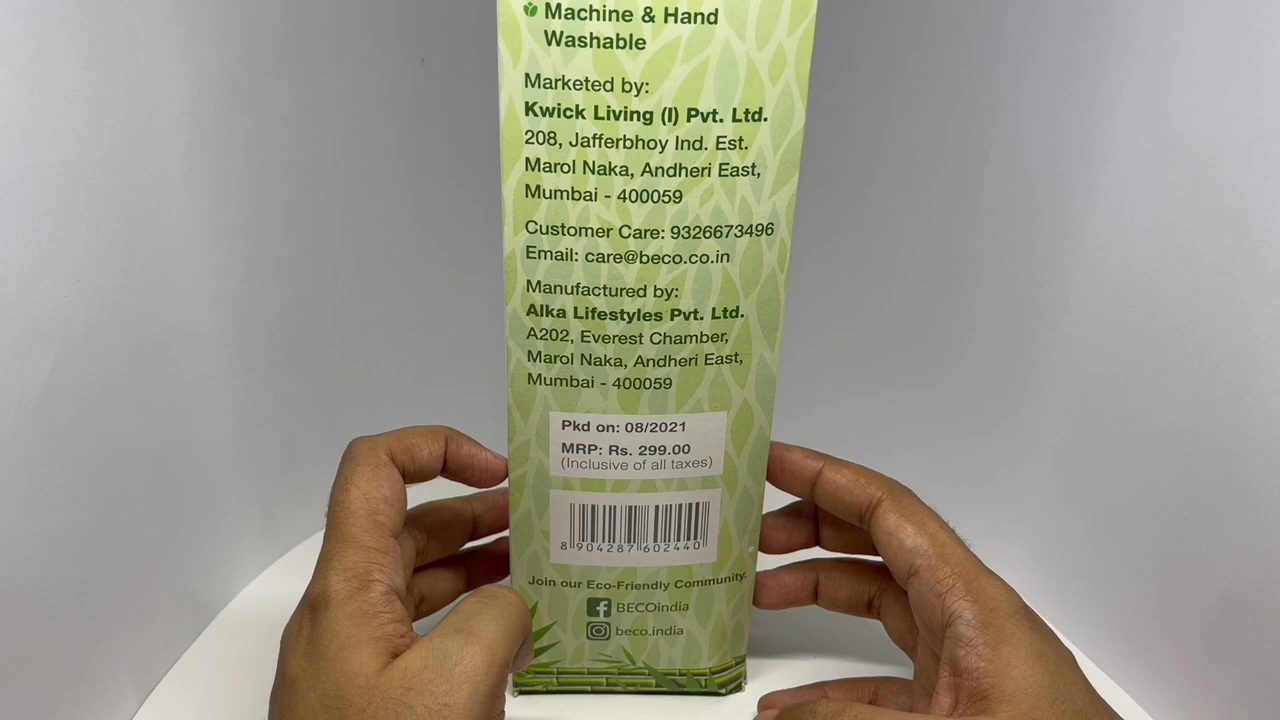 Machine & Hand
Washable
Marketed by:
Kwick Living (I) Pvt. Ltd.
208, Jafferbhoy Ind. Est.
Marol Naka, Andheri East,
Mumbai - 400059
Customer Care: 9326673496
Email: care@beco.co.in
Manufactured by:
Alka Lifestyles Pvt. Ltd.
A202, Everest Chamber,
Marol Naka, Andheri East,
Mumbai - 400059
Pkd on: 08/2021
MRP: Rs. 299.00
(Inclusive of all taxes)
8 904287 602440
Join our Eco-Friendly Community.
BECOindia
beco.india